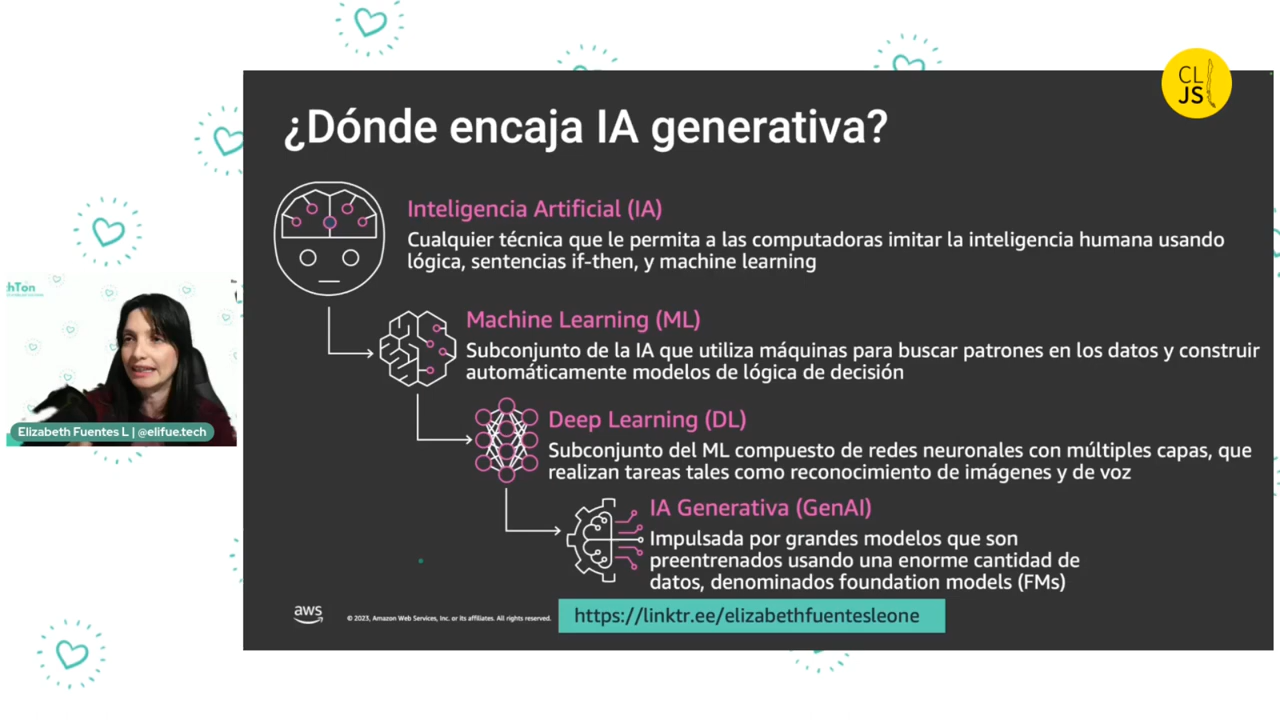 CL
JS
¿Dónde encaja IA generativa?
Inteligencia Artificial (IA)
Cualquier técnica que le permita a las computadoras imitar la inteligencia humana usando
lógica, sentencias if-then, y machine learning
Machine Learning (ML)
Subconjunto de la IA que utiliza máquinas para buscar patrones en los datos y construir
automáticamente modelos de lógica de decisión
Deep Learning (DL)
Subconjunto del ML compuesto de redes neuronales con múltiples capas, que
realizan tareas tales como reconocimiento de imágenes y de voz
IA Generativa (GenAI)
Impulsada por grandes modelos que son
preentrenados usando una enorme cantidad de
datos, denominados foundation models (FMs)
hTon
Elizabeth Fuentes L | @elifue.tech
aws
© 2023, Amazon Web Services, Inc. or its affiliates. All rights reserved.
https://linktr.ee/elizabethfuentesleone